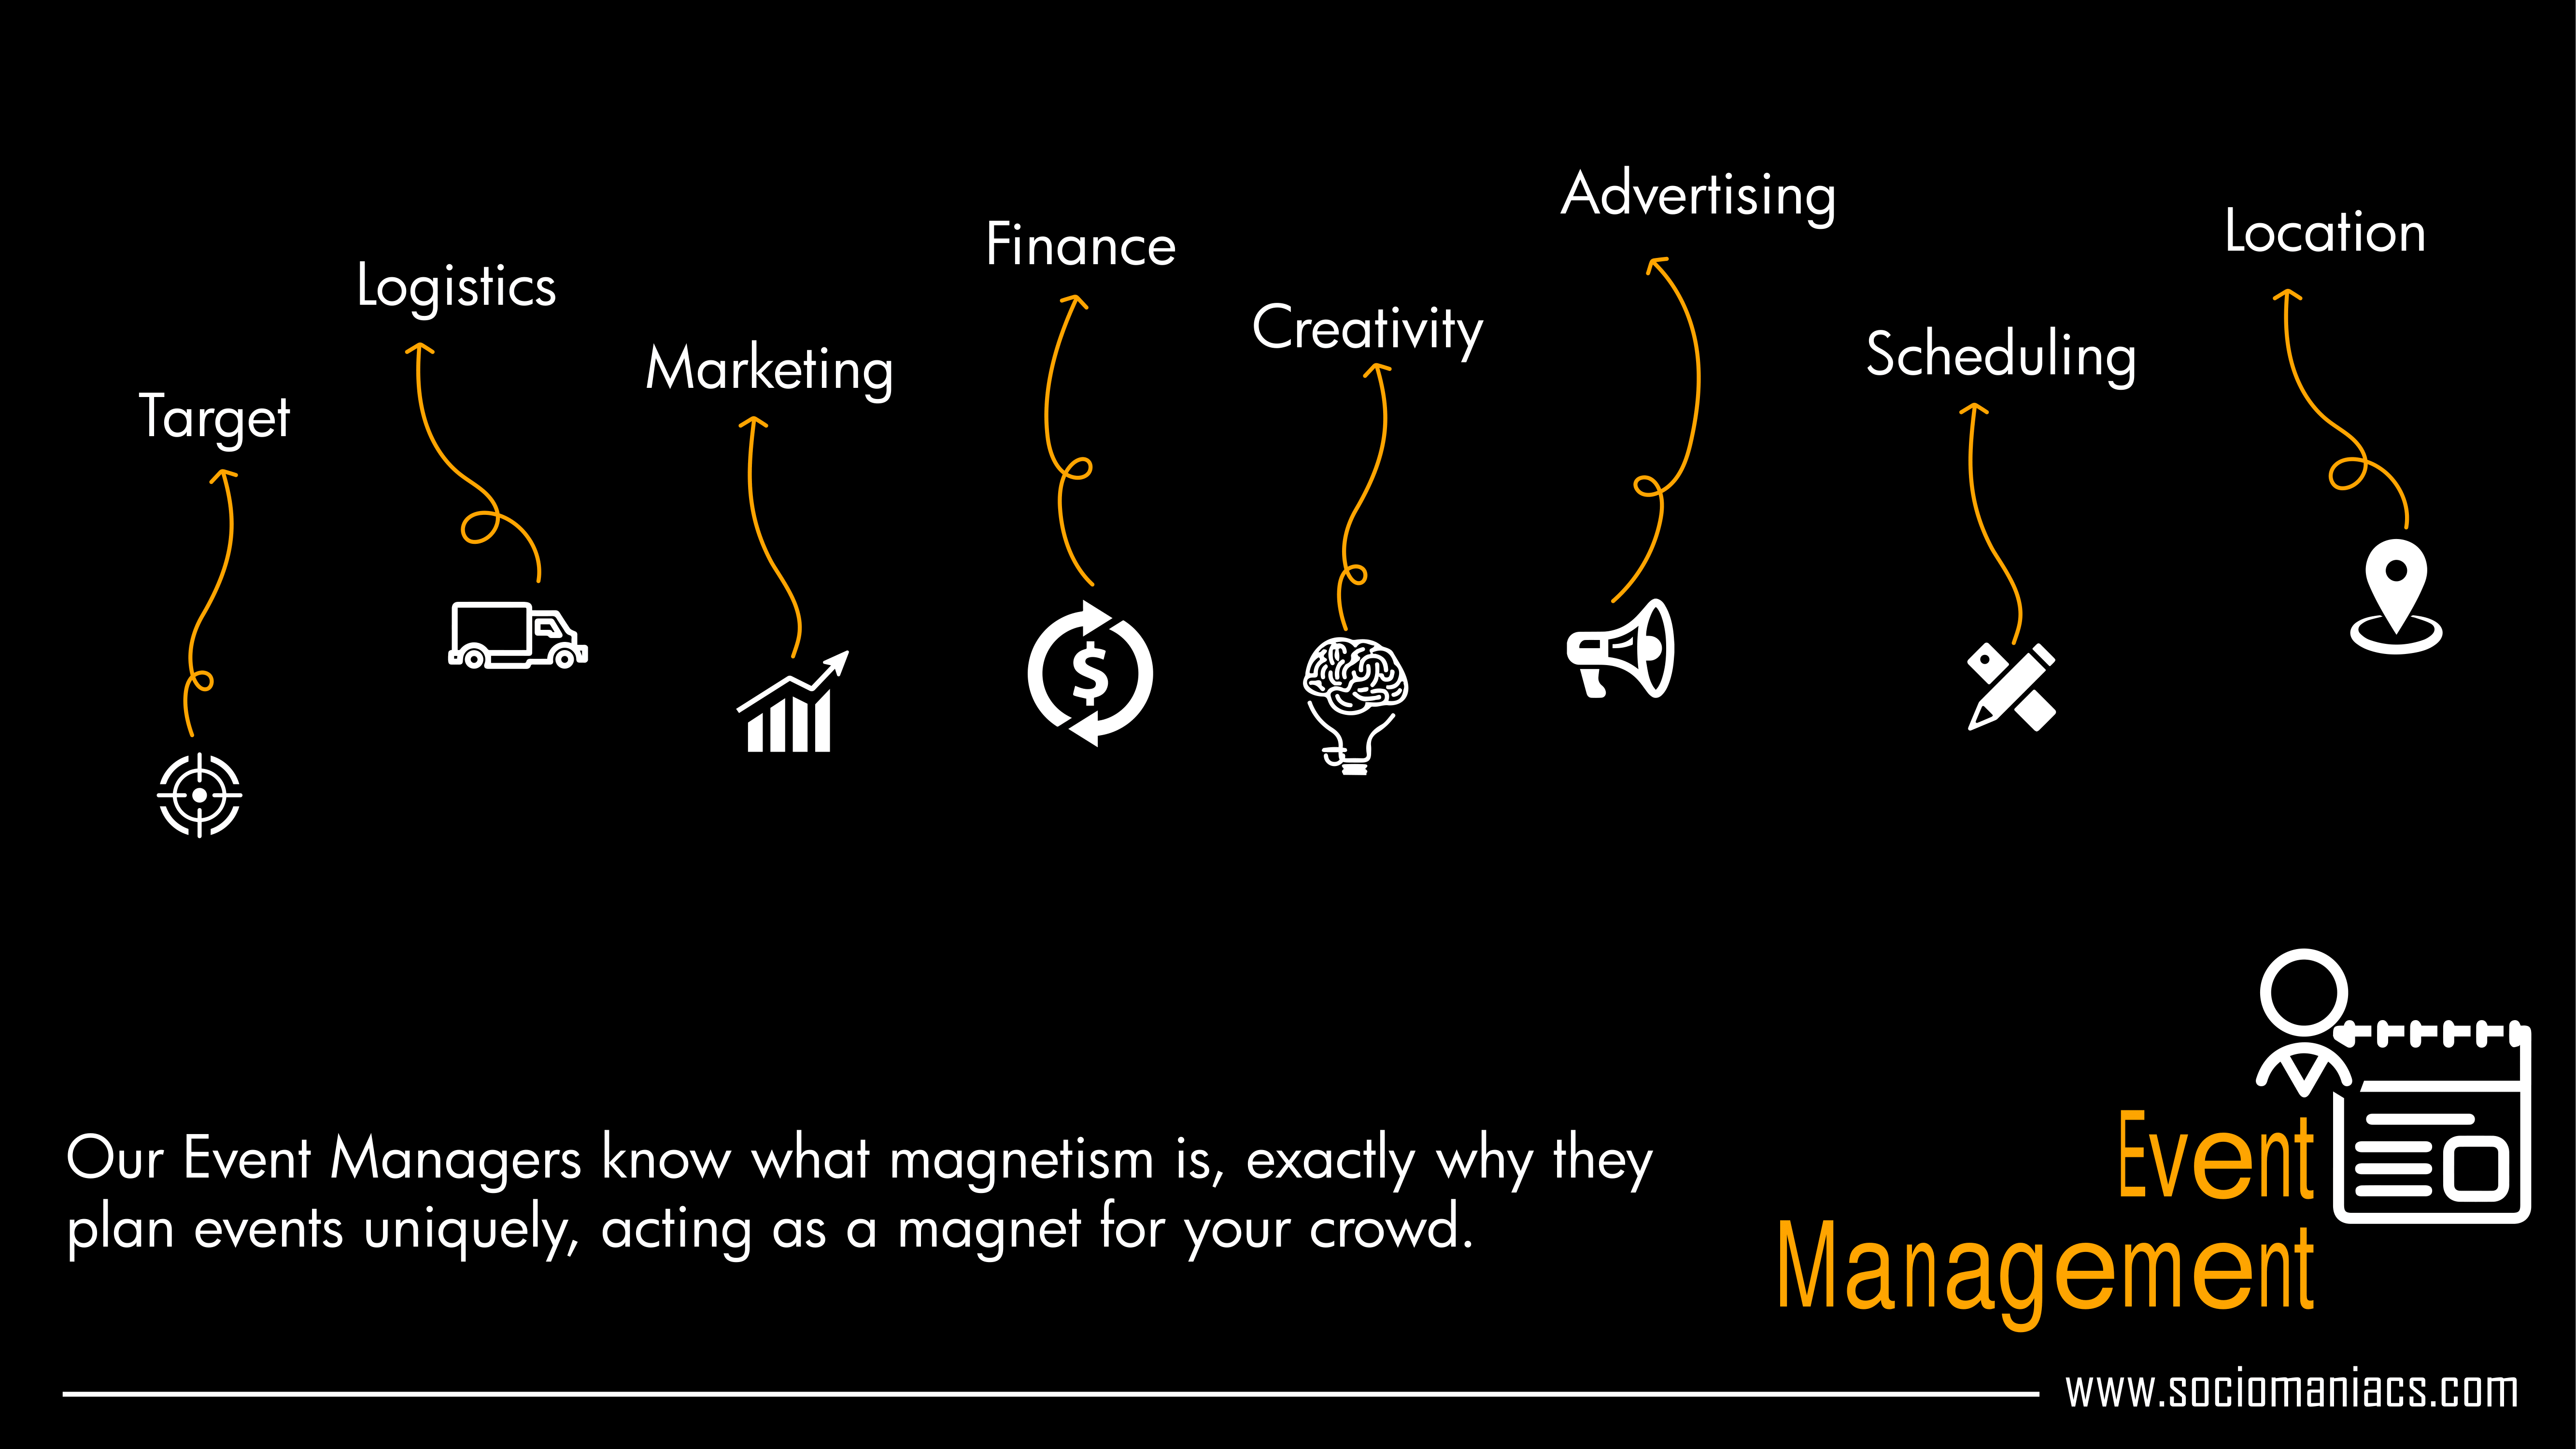 Target
Logistics
Marketing
Finance
Creativity
Advertising
Scheduling
Location
$
Our Event Managers know what magnetism is, exactly why they
plan events uniquely, acting as a magnet for your crowd.
Event
Management
www.sociomaniacs.com